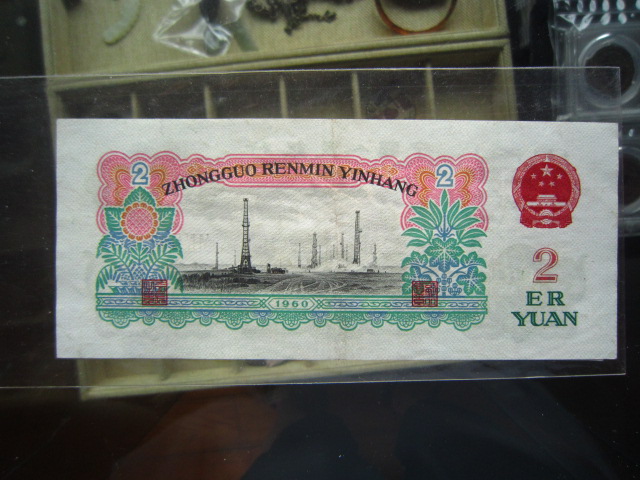 2
ZHONGGUO RENMIN YINHANG
2
1960
2
ER
YUAN